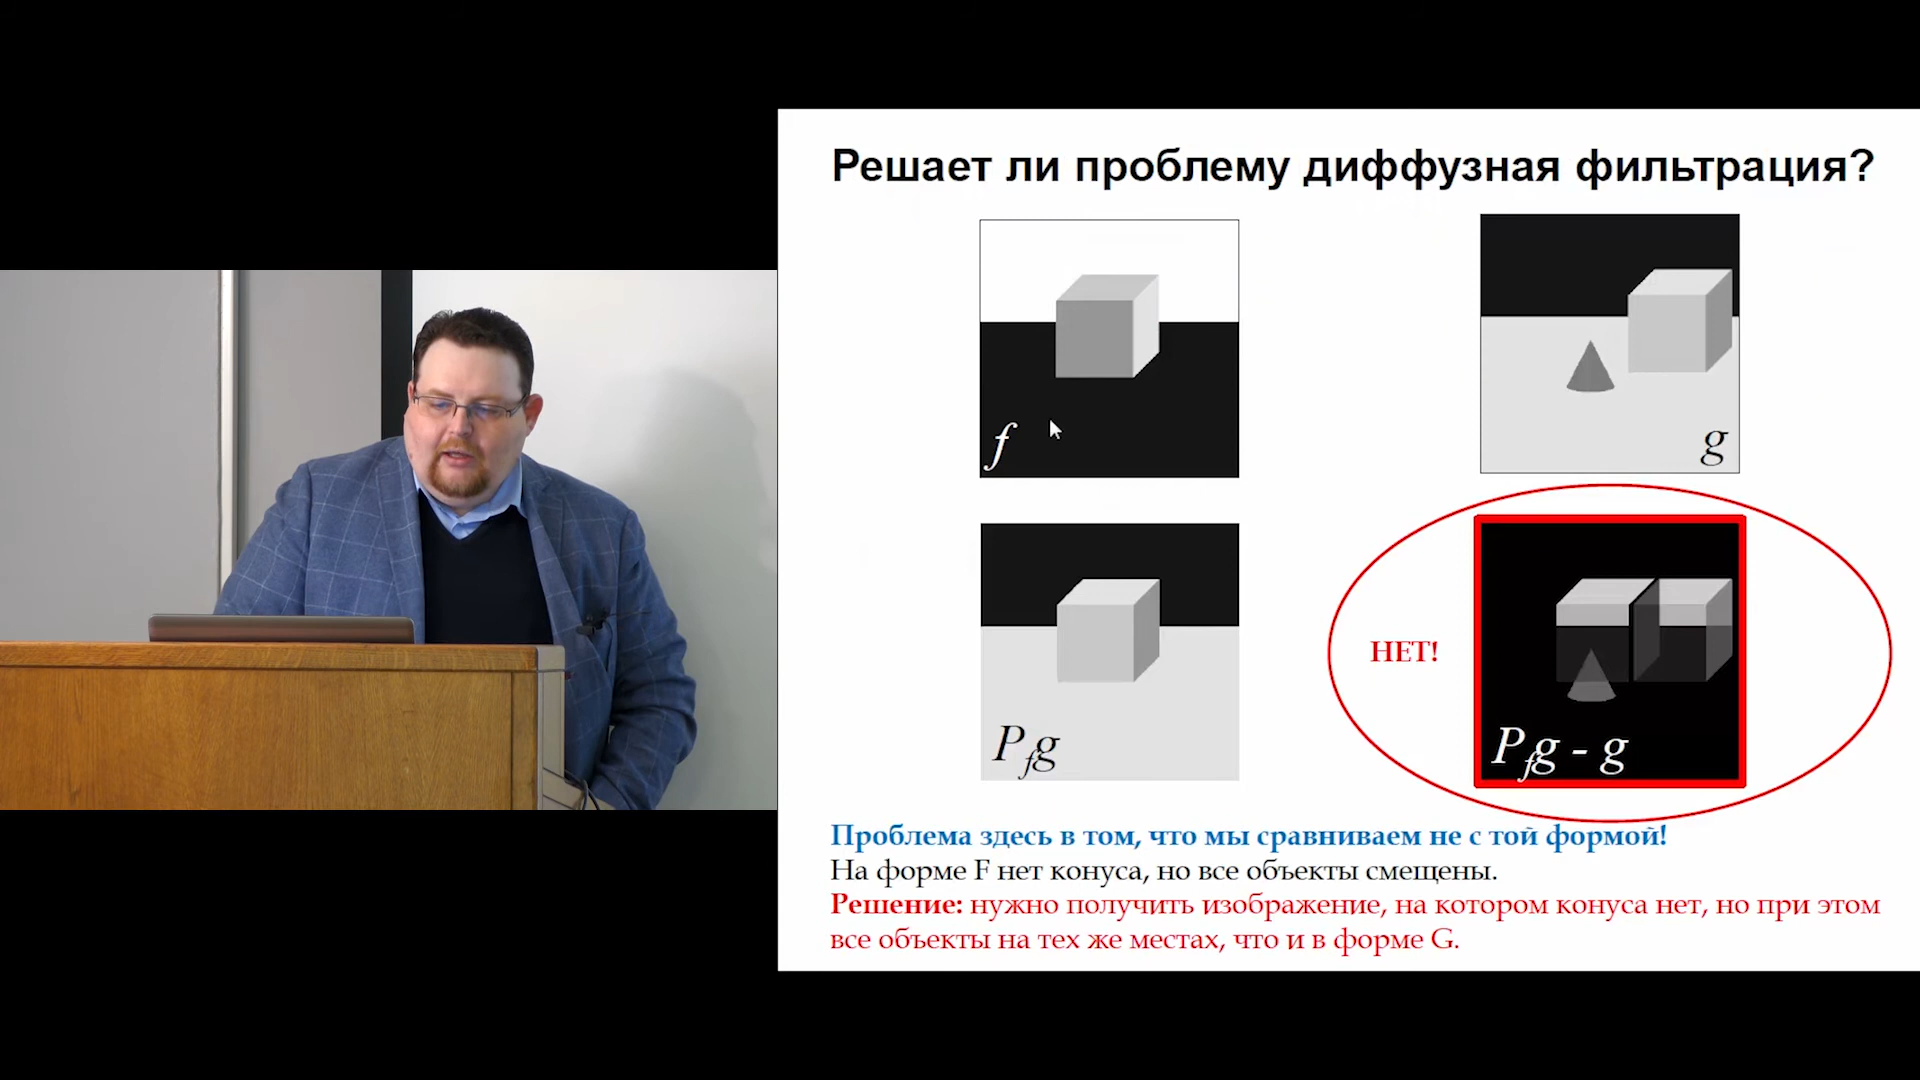 Решает ли проблему диффузная фильтрация?
f
g
Pfg
НЕТ!
Pfg - g
Проблема здесь в том, что мы сравниваем не с той формой!
На форме F нет конуса, но все объекты смещены.
Решение: нужно получить изображение, на котором конуса нет, но при этом
все объекты на тех же местах, что и в форме G.